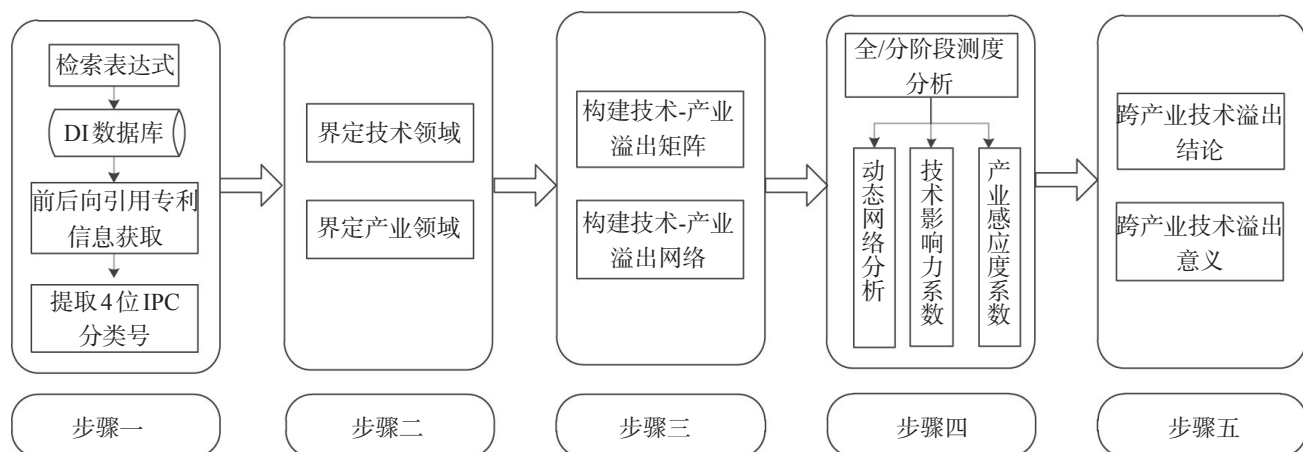 检索表达式
DI数据库
前后向引用专利
信息获取
提取4位IPC
分类号
步骤一
界定技术领域
界定产业领域
步骤二
构建技术-产业
溢出矩阵
构建技术-产业
溢出网络
步骤三
全/分阶段测度
分析
动态网络分析
技术影响力系数
产业感应度系数
步骤四
跨产业技术溢出
结论
跨产业技术溢出
意义
步骤五